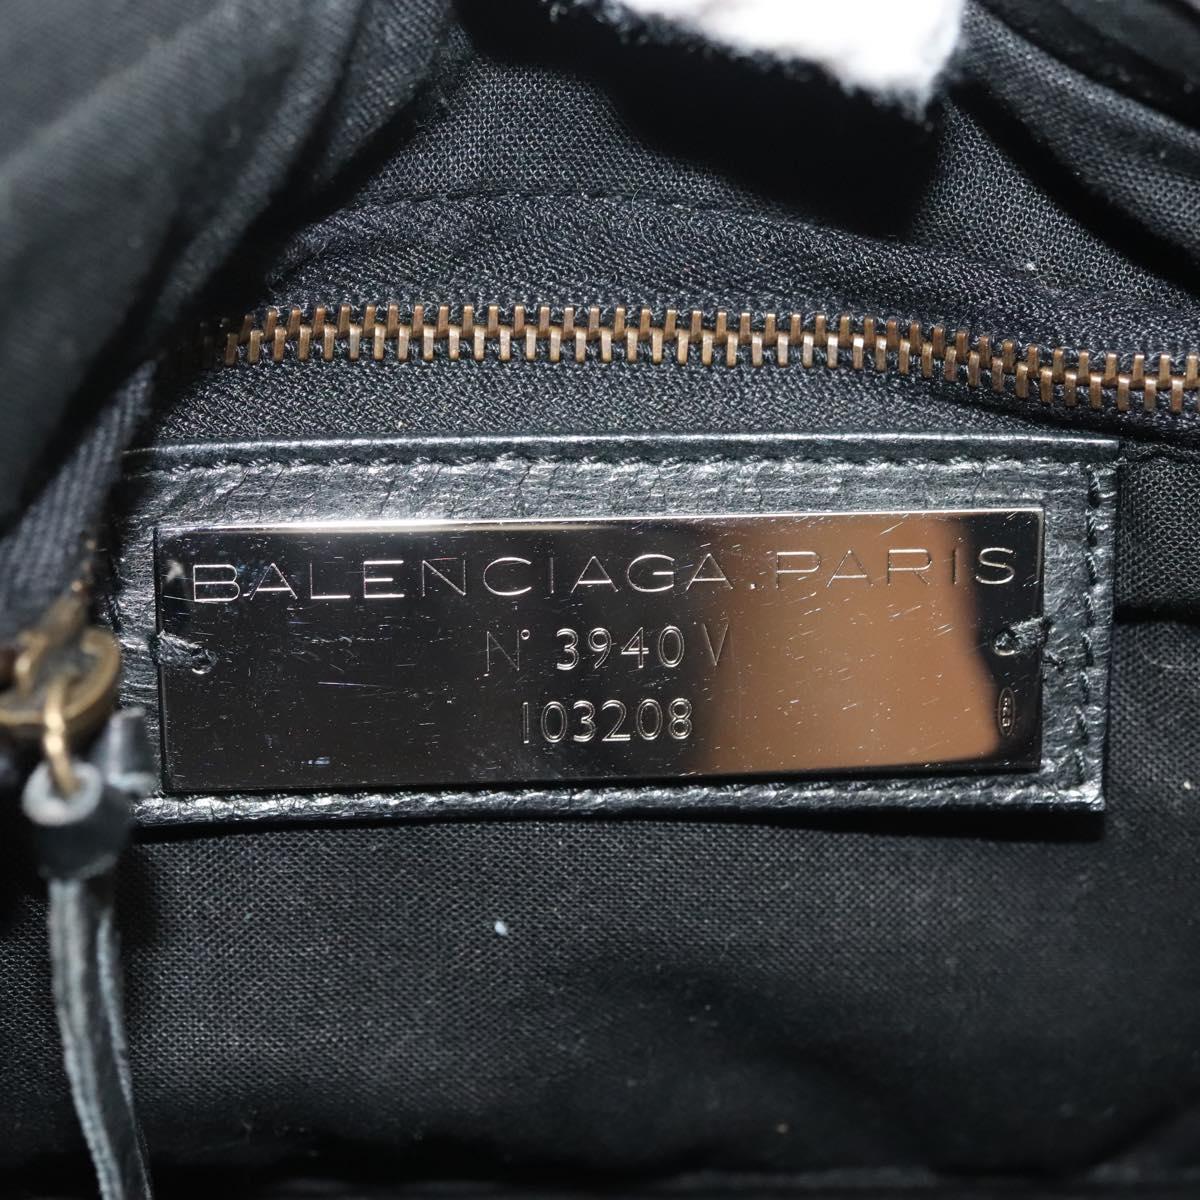 BALENCIAGA PARIS
N° 3940 V
103208